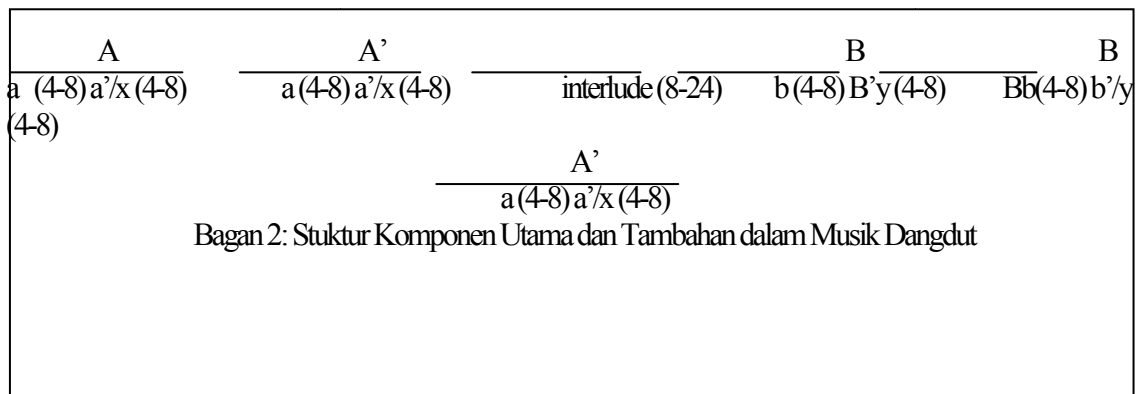 A A’ B B
a (4-8) a’/x (4-8) a (4-8) a’/x (4-8) interlude (8-24) b (4-8) B’y (4-8) Bb(4-8) b’/y
(4-8)
A’
a (4-8) a’/x (4-8)
Bagan 2: Stuktur Komponen Utama dan Tambahan dalam Musik Dangdut